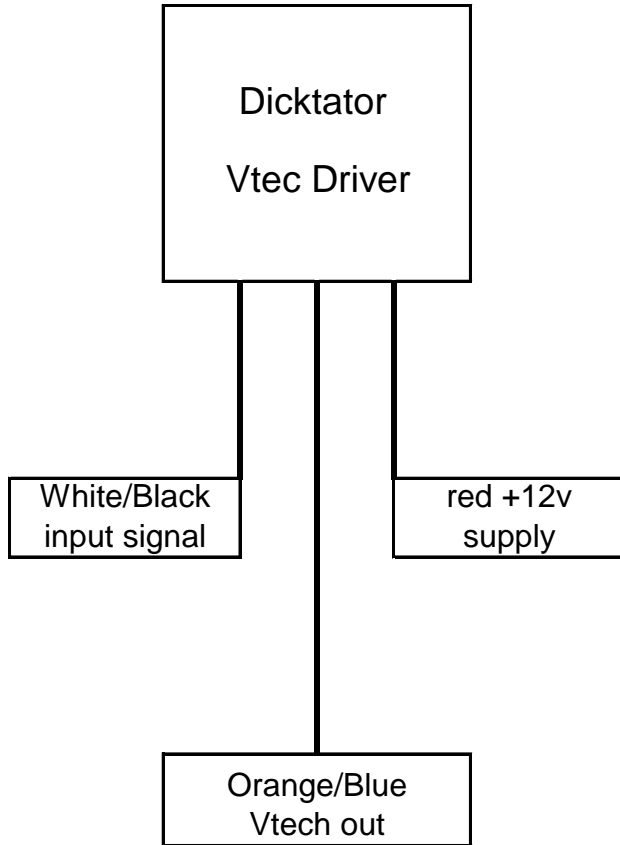 Dicktator
Vtec Driver
White/Black
input signal
red +12v
supply
Orange/Blue
Vtech out